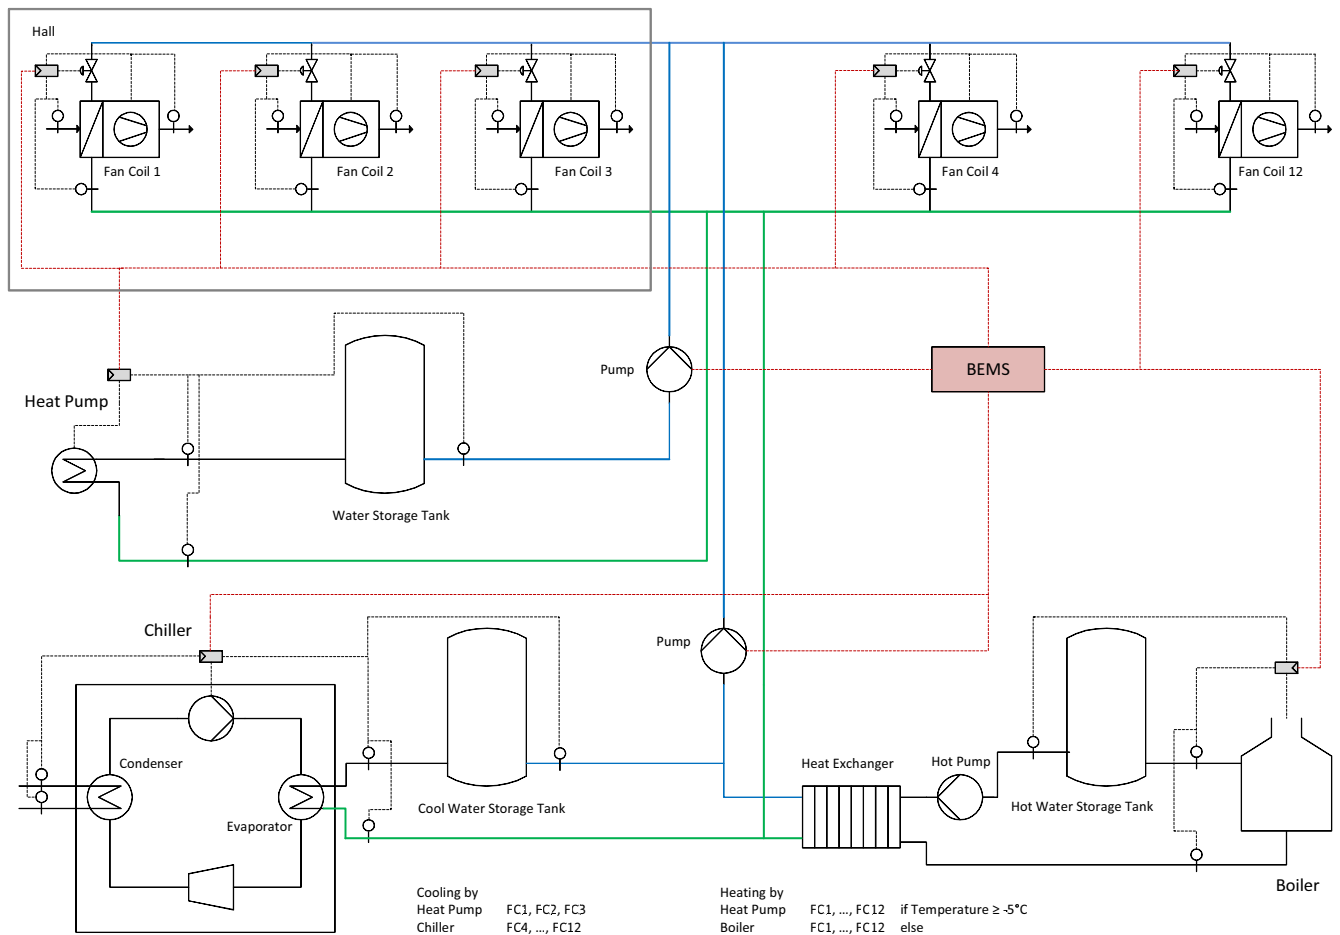 Hall
Fan Coil 1
Fan Coil 2
Fan Coil 3
Fan Coil 4
Fan Coil 12
Pump
BEMS
Heat Pump
Water Storage Tank
Chiller
Pump
Condenser
Evaporator
Cool Water Storage Tank
Heat Exchanger
Hot Pump
Hot Water Storage Tank
Boiler
Cooling by
Heat Pump FC1, FC2, FC3
Chiller FC4, ..., FC12
Heating by
Heat Pump FC1, ..., FC12 if Temperature ≥ -5°C
Boiler FC1, ..., FC12 else